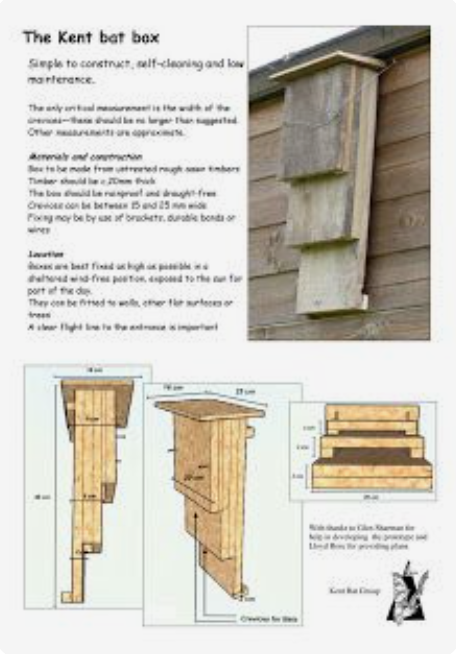 The Kent bat box
Simple to construct, self-cleaning and low
maintenance.
The only critical measurement is the width of the
crevices—these should be no larger than suggested.
Other measurements are approximate.
Materials and construction
Box to be made from untreated rough sawn timbers
Timber should be c.20mm thick
The box should be rainproof and draught-free
Crevices can be between 15 and 25 mm wide
Fixing may be by use of brackets, durable bands or
wires
Location
Boxes are best fixed as high as possible in a
sheltered wind-free position, exposed to the sun for
part of the day.
They can be fitted to walls, other flat surfaces or
trees
A clear flight line to the entrance is important
20 cm
Crevices for Bats
With thanks to Glen Sharman for
help in developing the prototype and
Lloyd Bore for providing plans
Kent Bat Group